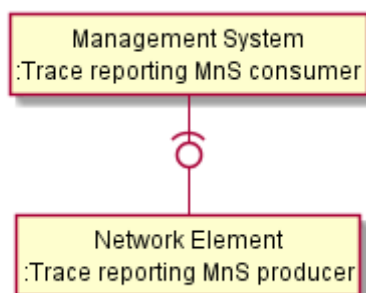 Management System
:Trace reporting MnS consumer
Network Element
:Trace reporting MnS producer